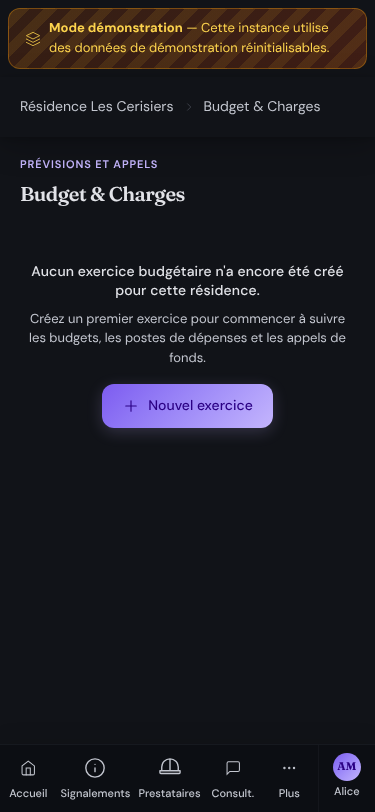 Mode démonstration — Cette instance utilise
des données de démonstration réinitialisables.
Résidence Les Cerisiers > Budget & Charges
PRÉVISIONS ET APPELS
Budget & Charges
Aucun exercice budgétaire n'a encore été créé
pour cette résidence.
Créez un premier exercice pour commencer à suivre
les budgets, les postes de dépenses et les appels de
fonds.
+ Nouvel exercice
Accueil Signalements Prestataires Consult. Plus
AM
Alice